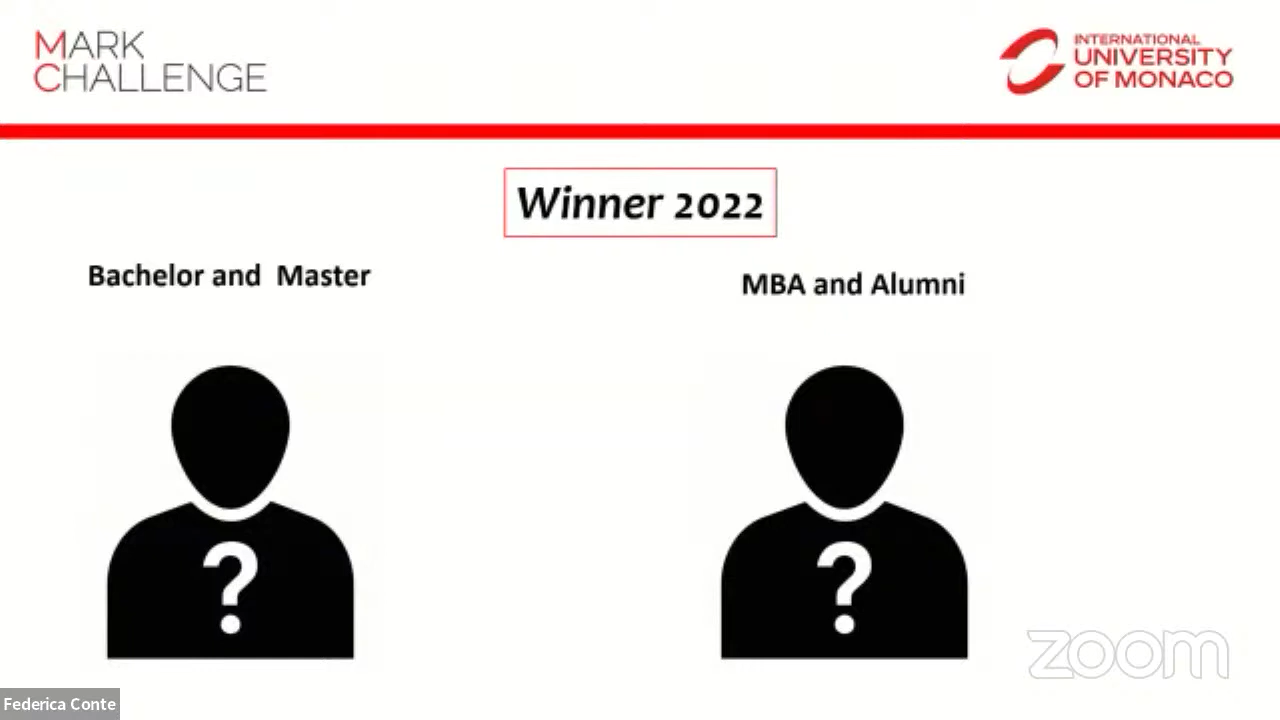 MARK
CHALLENGE
INTERNATIONAL
UNIVERSITY
OF MONACO
Winner 2022
Bachelor and Master
MBA and Alumni
?
?
zoom
Federica Conte